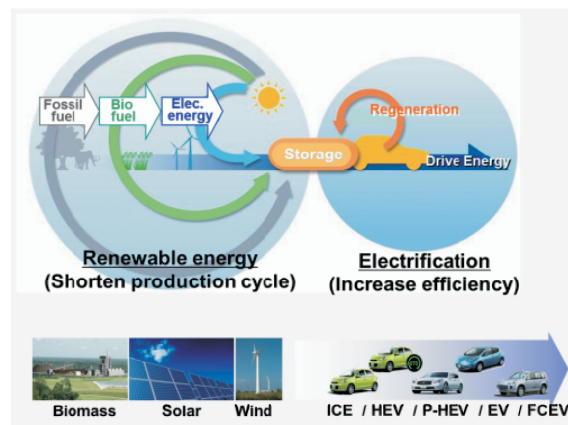 Fossil fuel
Bio fuel
Elec. energy
Regeneration
Storage
Drive Energy
Renewable energy
(Shorten production cycle)
Electrification
(Increase efficiency)
Biomass
Solar
Wind
ICE / HEV / P-HEV / EV / FCEV